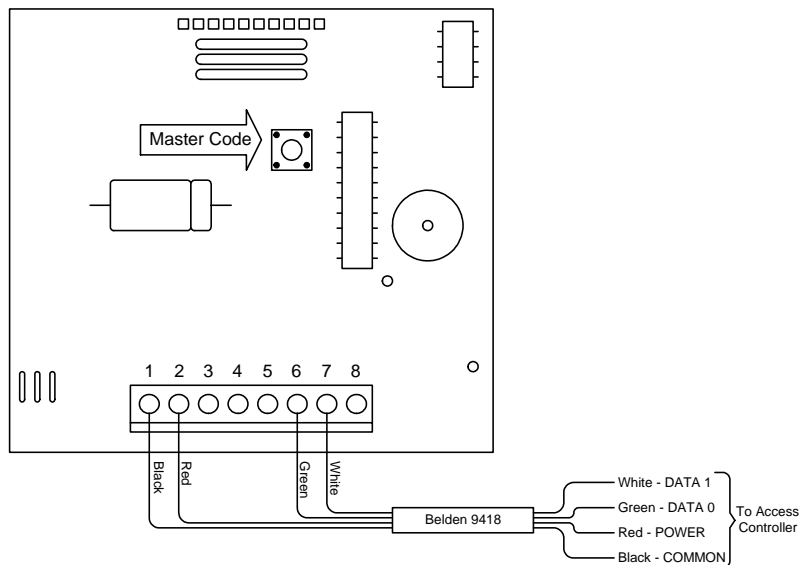 Master Code
1 2 3 4 5 6 7 8
Black
Red
Green
White
Belden 9418
White - DATA 1
Green - DATA 0
Red - POWER
Black - COMMON
To Access
Controller